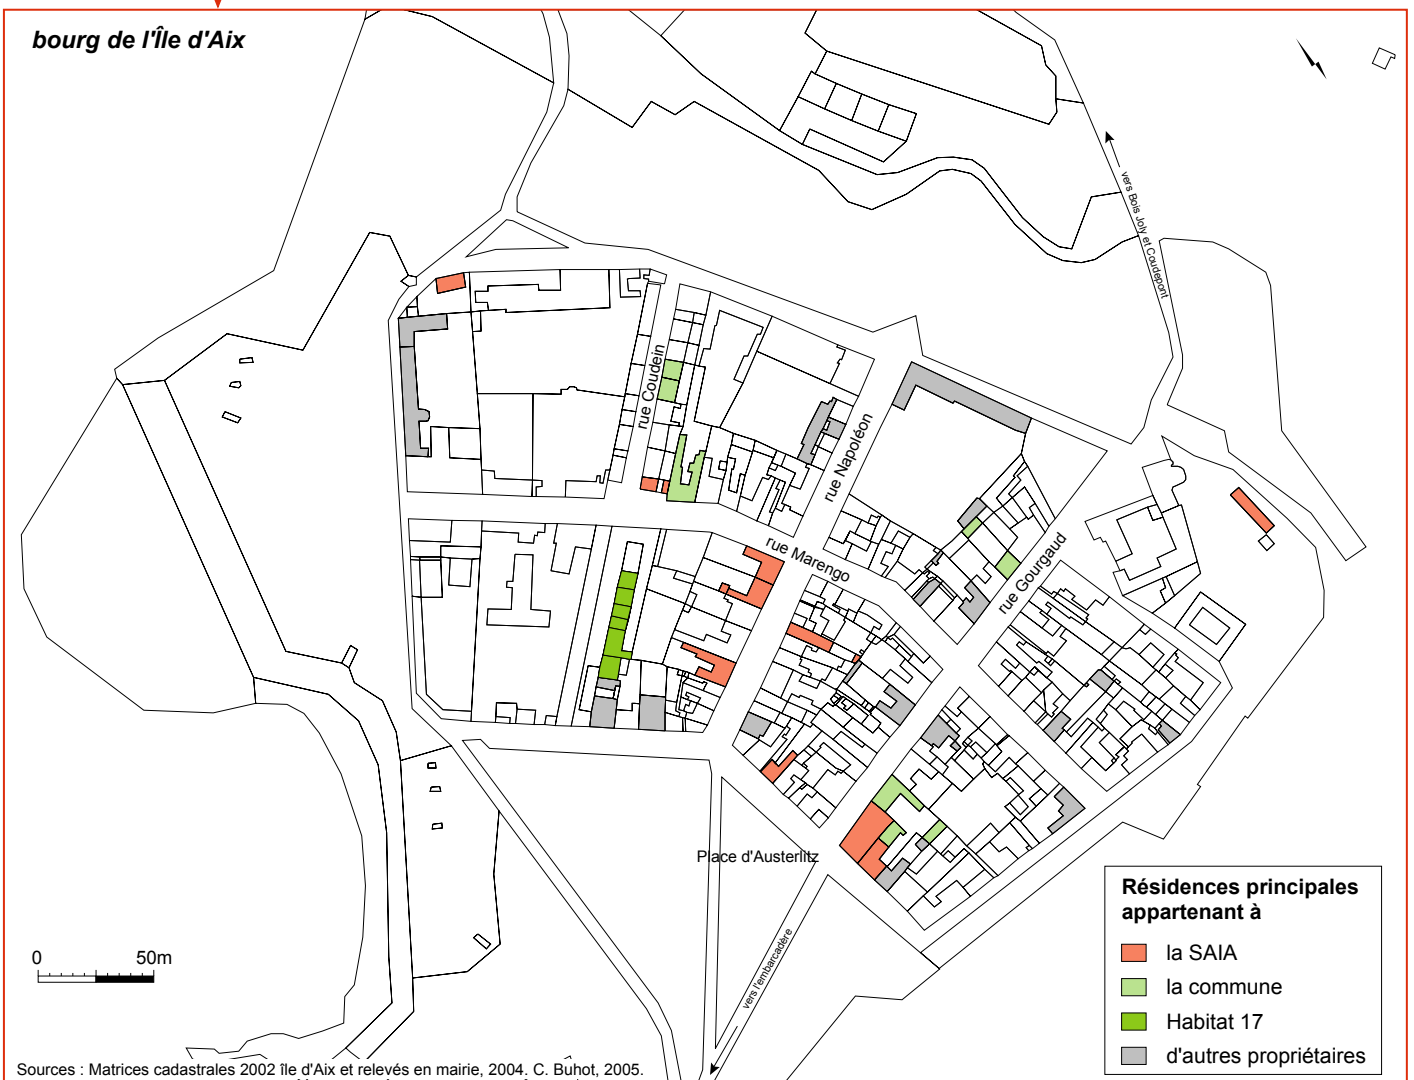 bourg de l'Île d'Aix
vers Bois Joly et Coudepont
rue Coudein
rue Napoléon
rue Marengo
rue Gourgaud
Place d'Austerlitz
vers l'embarcadère
0 50m
Résidences principales
appartenant à
la SAIA
la commune
Habitat 17
d'autres propriétaires
Sources : Matrices cadastrales 2002 île d'Aix et relevés en mairie, 2004. C. Buhot, 2005.